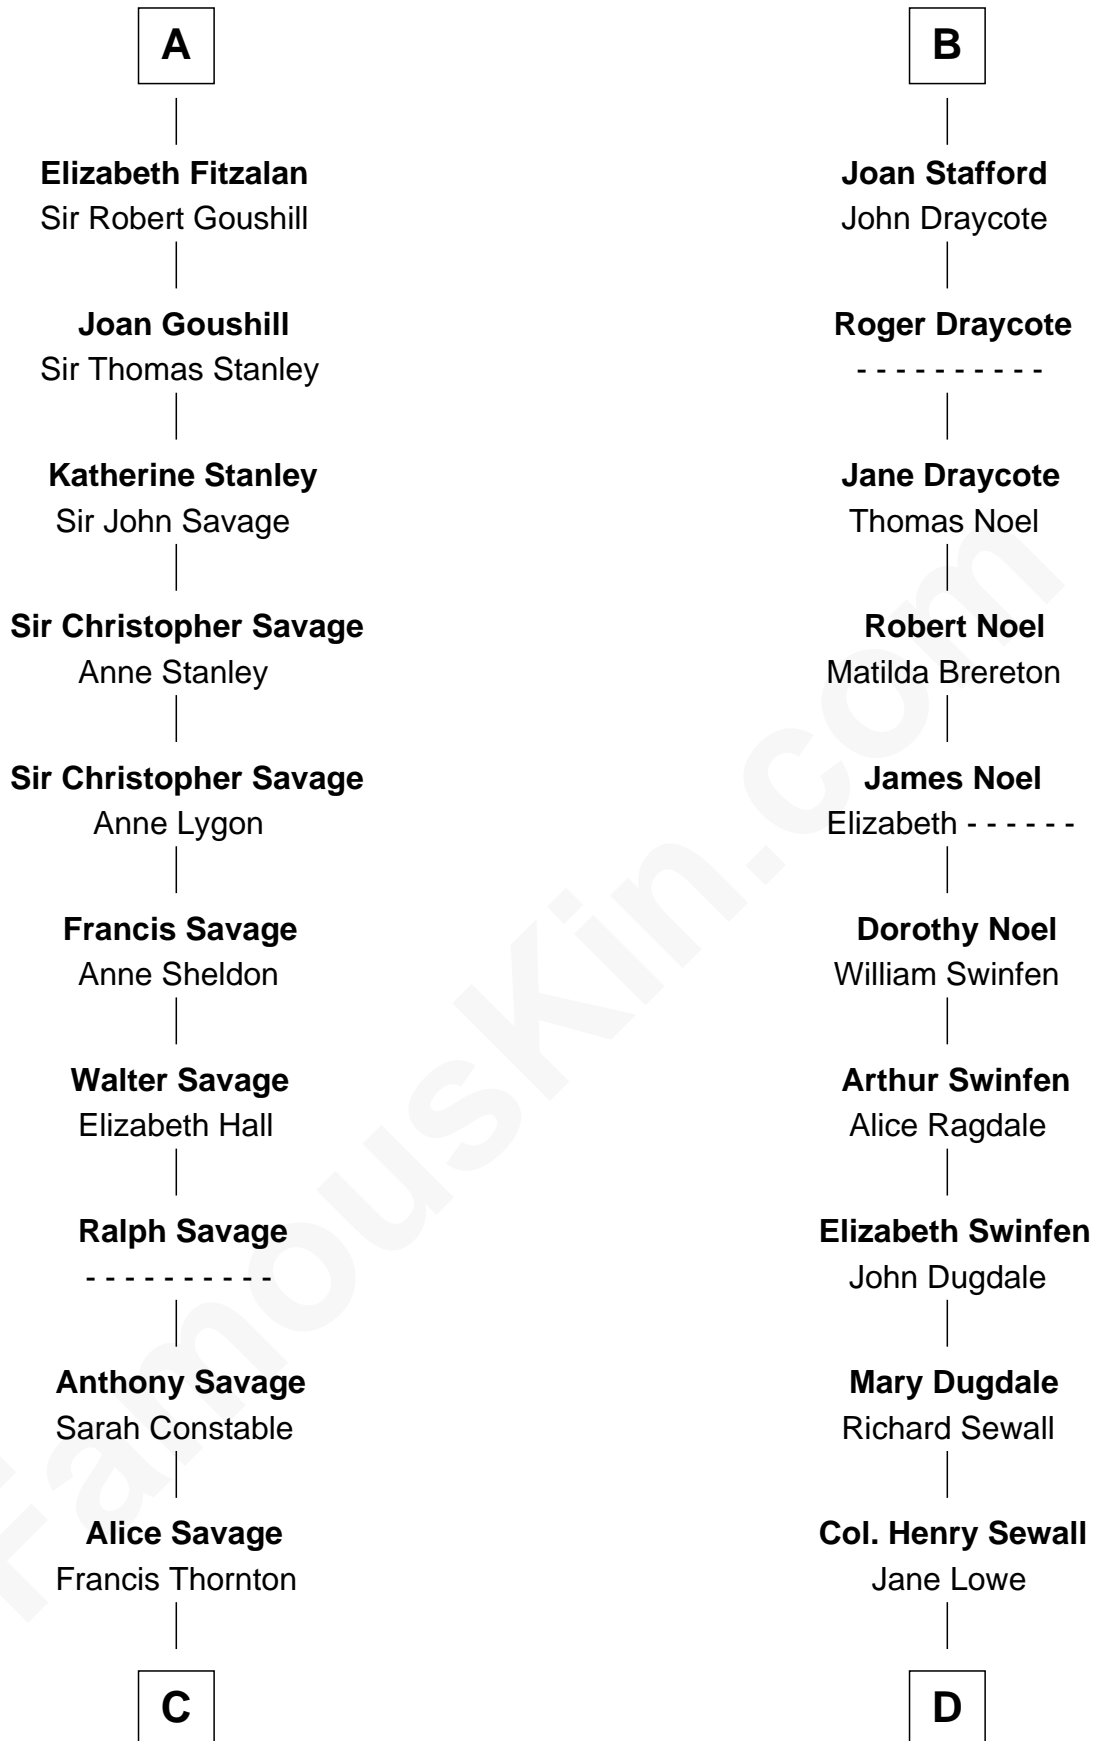 A
Elizabeth Fitzalan
Sir Robert Goushill
Joan Goushill
Sir Thomas Stanley
Katherine Stanley
Sir John Savage
Sir Christopher Savage
Anne Stanley
Sir Christopher Savage
Anne Lygon
Francis Savage
Anne Sheldon
Walter Savage
Elizabeth Hall
Ralph Savage
- - - - - - - - - -
Anthony Savage
Sarah Constable
Alice Savage
Francis Thornton
C
B
Joan Stafford
John Draycote
Roger Draycote
- - - - - - - - - -
Jane Draycote
Thomas Noel
Robert Noel
Matilda Brereton
James Noel
Elizabeth - - - - - -
Dorothy Noel
William Swinfen
Arthur Swinfen
Alice Ragdale
Elizabeth Swinfen
John Dugdale
Mary Dugdale
Richard Sewall
Col. Henry Sewall
Jane Lowe
D
FamousKin.com